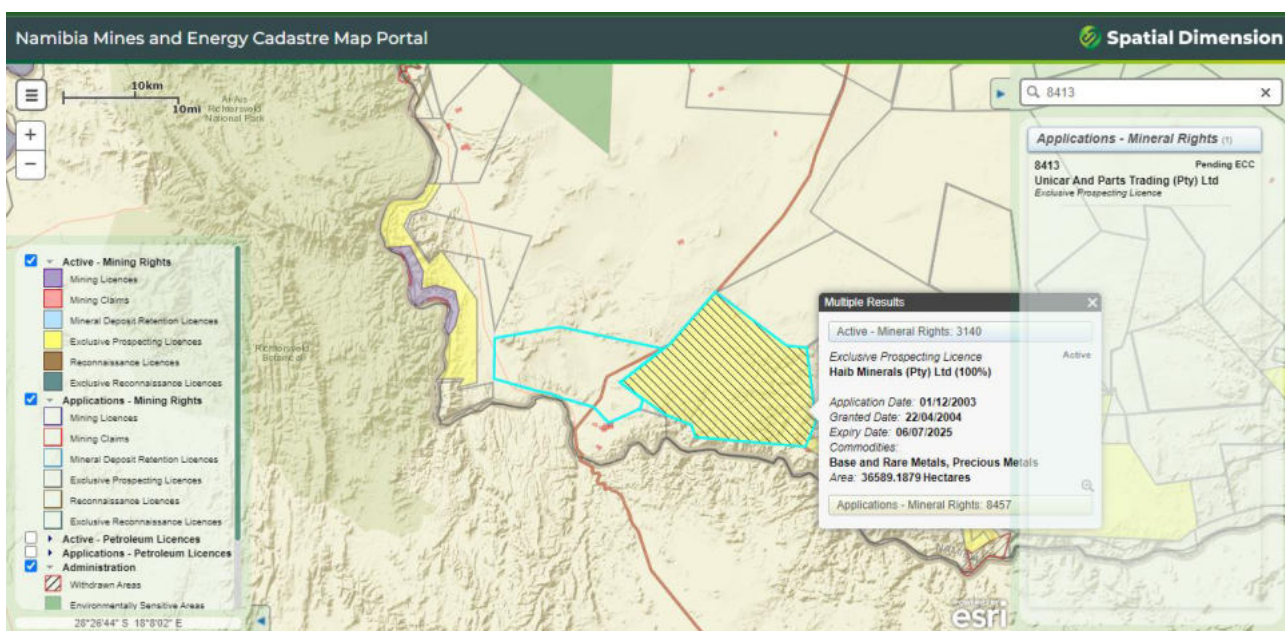 Namibia Mines and Energy Cadastre Map Portal
Spatial Dimension
10km
10mi
Richtersveld
National Park
8413
Applications - Mineral Rights (1)
8413 Pending ECC
Unicar And Parts Trading (Pty) Ltd
Exclusive Prospecting Licence
Active - Mining Rights
Mining Licences
Mining Claims
Mineral Deposit Retention Licences
Exclusive Prospecting Licences
Reconnaissance Licences
Exclusive Reconnaissance Licences
Applications - Mining Rights
Mining Licences
Mining Claims
Mineral Deposit Retention Licences
Exclusive Prospecting Licences
Reconnaissance Licences
Exclusive Reconnaissance Licences
Active - Petroleum Licences
Applications - Petroleum Licences
Administration
Withdrawn Areas
Environmentally Sensitive Areas
28°26'44" S 18°8'02" E
Richtersveld
Multiple Results
Active - Mineral Rights: 3140
Exclusive Prospecting Licence Active
Haib Minerals (Pty) Ltd (100%)
Application Date: 01/12/2003
Granted Date: 22/04/2004
Expiry Date: 06/07/2025
Commodities:
Base and Rare Metals, Precious Metals
Area: 36589.1879 Hectares
Applications - Mineral Rights: 8457
POWERED BY
esri